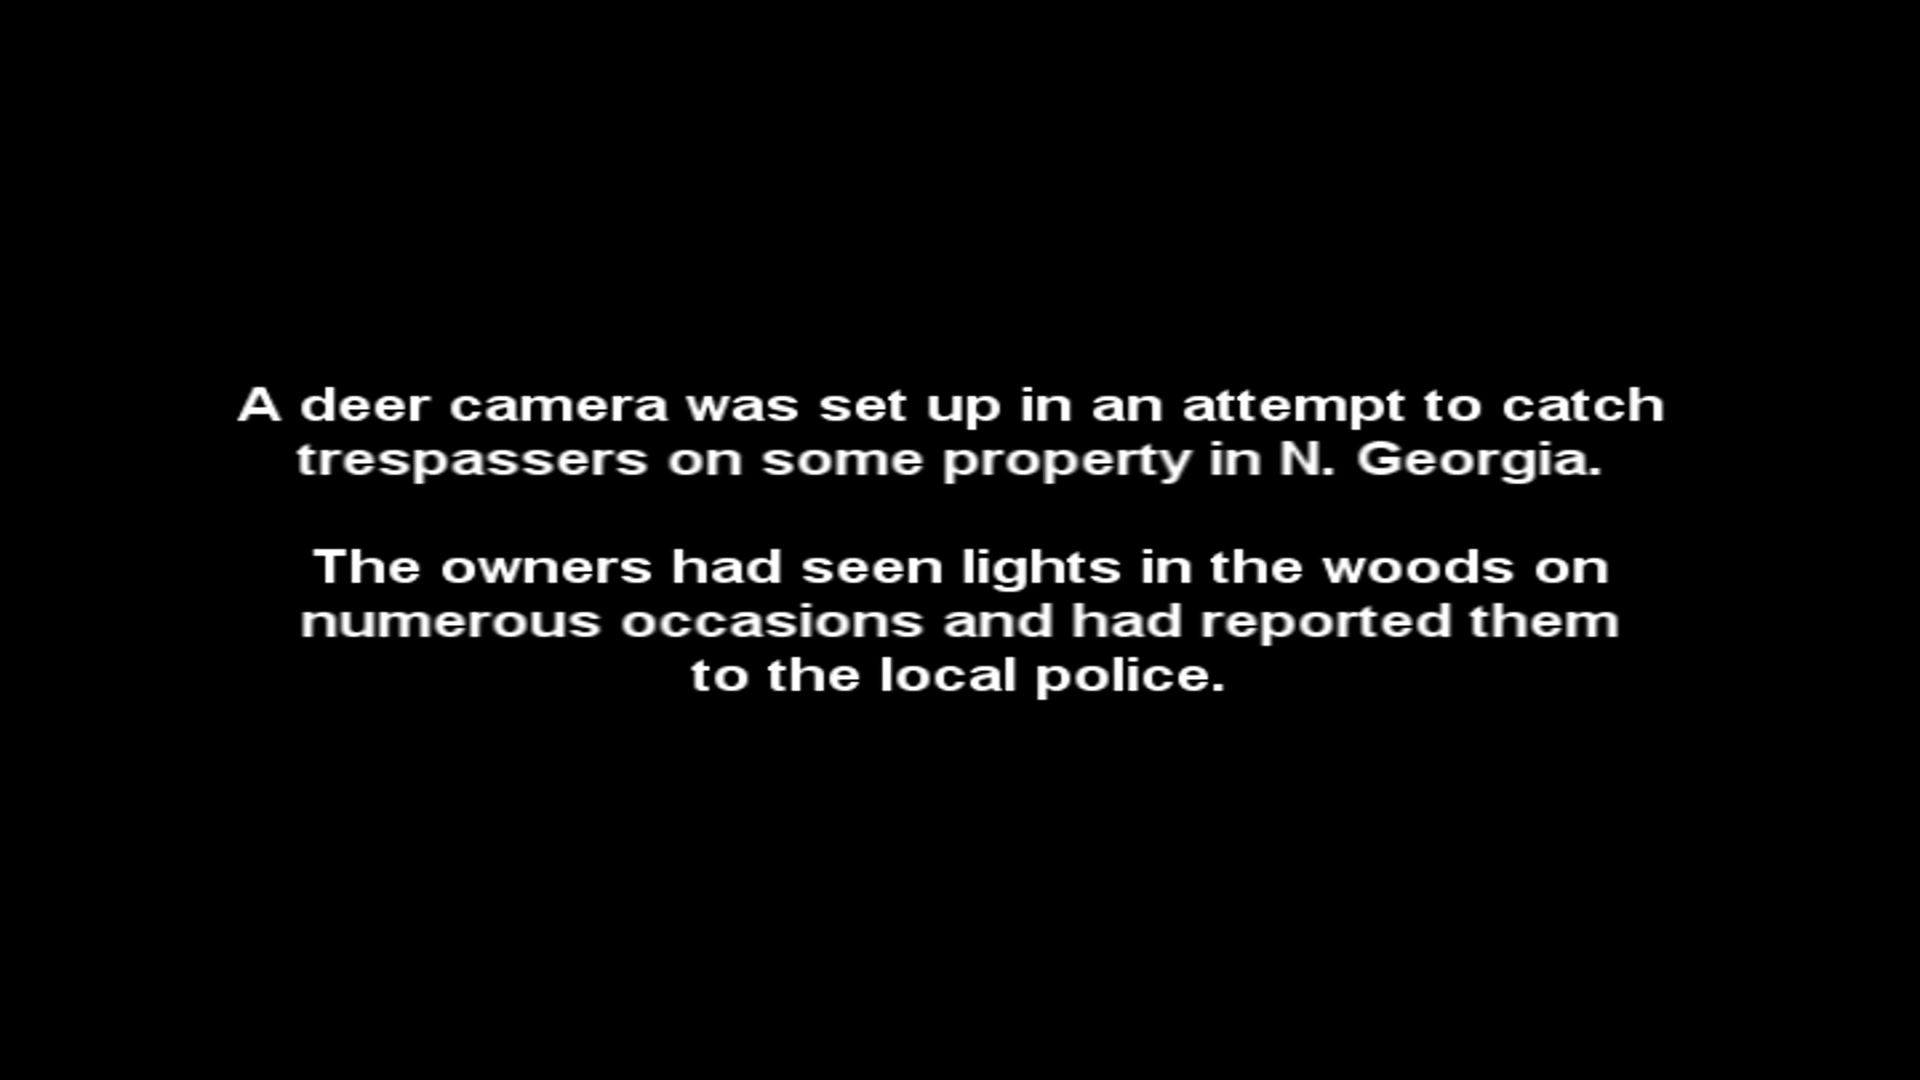 A deer camera was set up in an attempt to catch
trespassers on some property in N. Georgia.
The owners had seen lights in the woods on
numerous occasions and had reported them
to the local police.